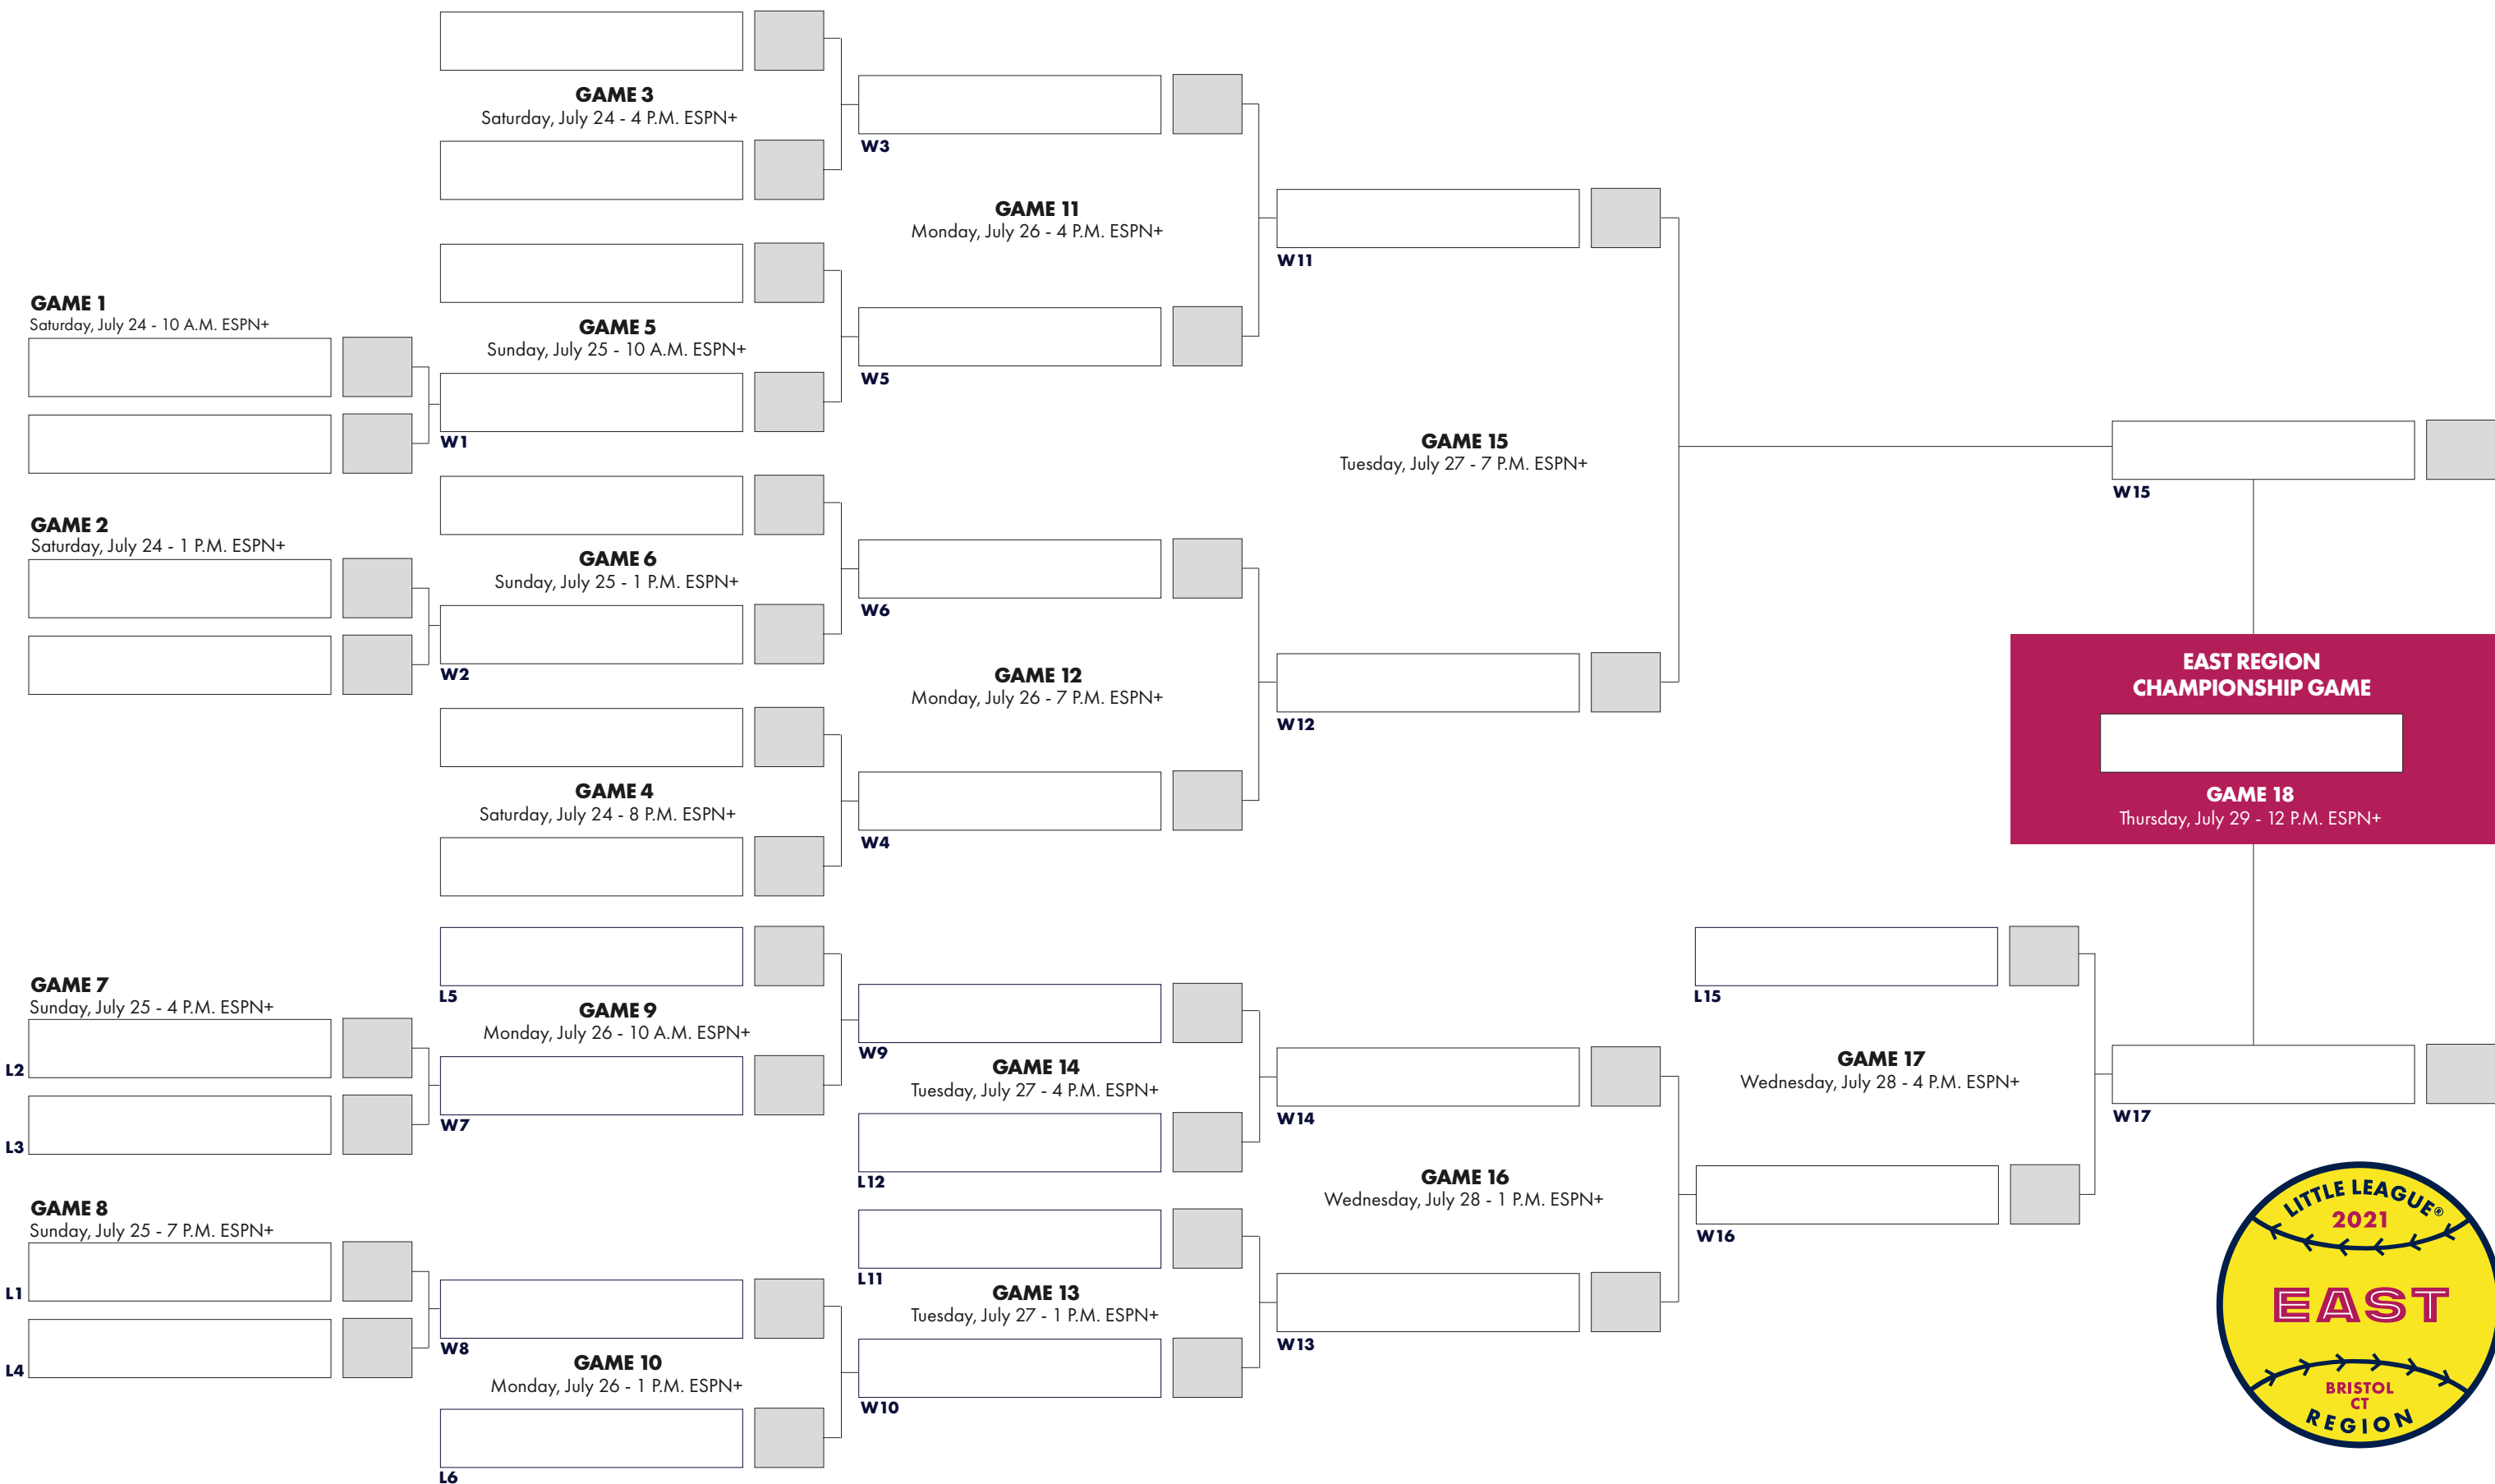 GAME 3
Saturday, July 24 - 4 P.M. ESPN+
W3
GAME 11
Monday, July 26 - 4 P.M. ESPN+
W11
GAME 1
Saturday, July 24 - 10 A.M. ESPN+
GAME 5
Sunday, July 25 - 10 A.M. ESPN+
W5
W1
GAME 15
Tuesday, July 27 - 7 P.M. ESPN+
W15
GAME 2
Saturday, July 24 - 1 P.M. ESPN+
GAME 6
Sunday, July 25 - 1 P.M. ESPN+
W6
W2
GAME 12
Monday, July 26 - 7 P.M. ESPN+
W12
EAST REGION
CHAMPIONSHIP GAME
GAME 18
Thursday, July 29 - 12 P.M. ESPN+
GAME 4
Saturday, July 24 - 8 P.M. ESPN+
W4
GAME 7
Sunday, July 25 - 4 P.M. ESPN+
L2
L3
L5
GAME 9
Monday, July 26 - 10 A.M. ESPN+
W7
W9
GAME 14
Tuesday, July 27 - 4 P.M. ESPN+
L12
W14
L15
GAME 17
Wednesday, July 28 - 4 P.M. ESPN+
W17
GAME 8
Sunday, July 25 - 7 P.M. ESPN+
L1
L4
W8
GAME 10
Monday, July 26 - 1 P.M. ESPN+
L6
L11
GAME 13
Tuesday, July 27 - 1 P.M. ESPN+
W10
GAME 16
Wednesday, July 28 - 1 P.M. ESPN+
W13
W16
LITTLE LEAGUE®
2021
EAST
BRISTOL
CT
REGION